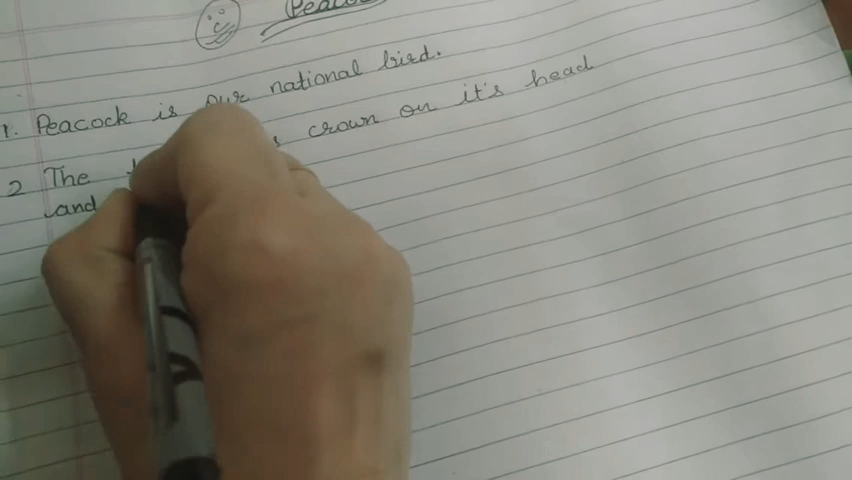 Peacock
1. Peacock is our national bird.
2 The crown on it's head
and